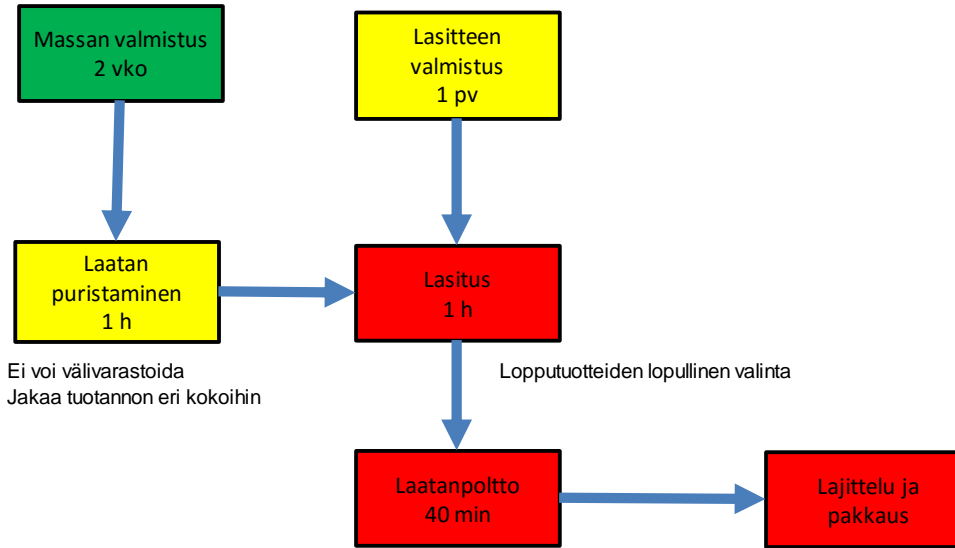 Massan valmistus
2 vko
Lasitteen
valmistus
1 pv
Laatan
puristaminen
1 h
Lasitus
1 h
Ei voi välivarastoida
Jakaa tuotannon eri kokoihin
Lopputuotteiden lopullinen valinta
Laatanpoltto
40 min
Lajittelu ja
pakkaus